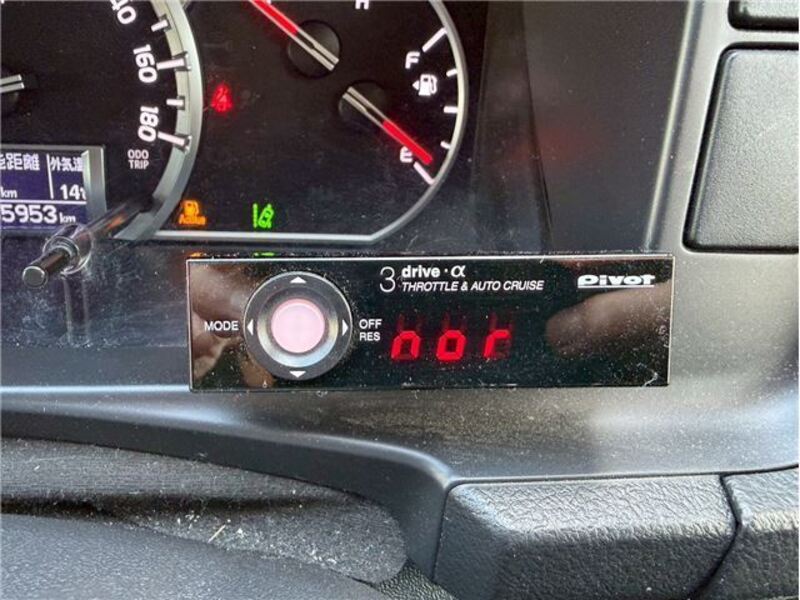 H
40
160
180
F
E
ODO
TRIP
距離
外気温
km
14
5953 km
3 drive・α
THROTTLE & AUTO CRUISE
Pivot
MODE
OFF
RES
nor